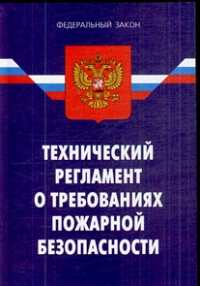 ФЕДЕРАЛЬНЫЙ ЗАКОН
ТЕХНИЧЕСКИЙ
РЕГЛАМЕНТ
О ТРЕБОВАНИЯХ
ПОЖАРНОЙ
БЕЗОПАСНОСТИ